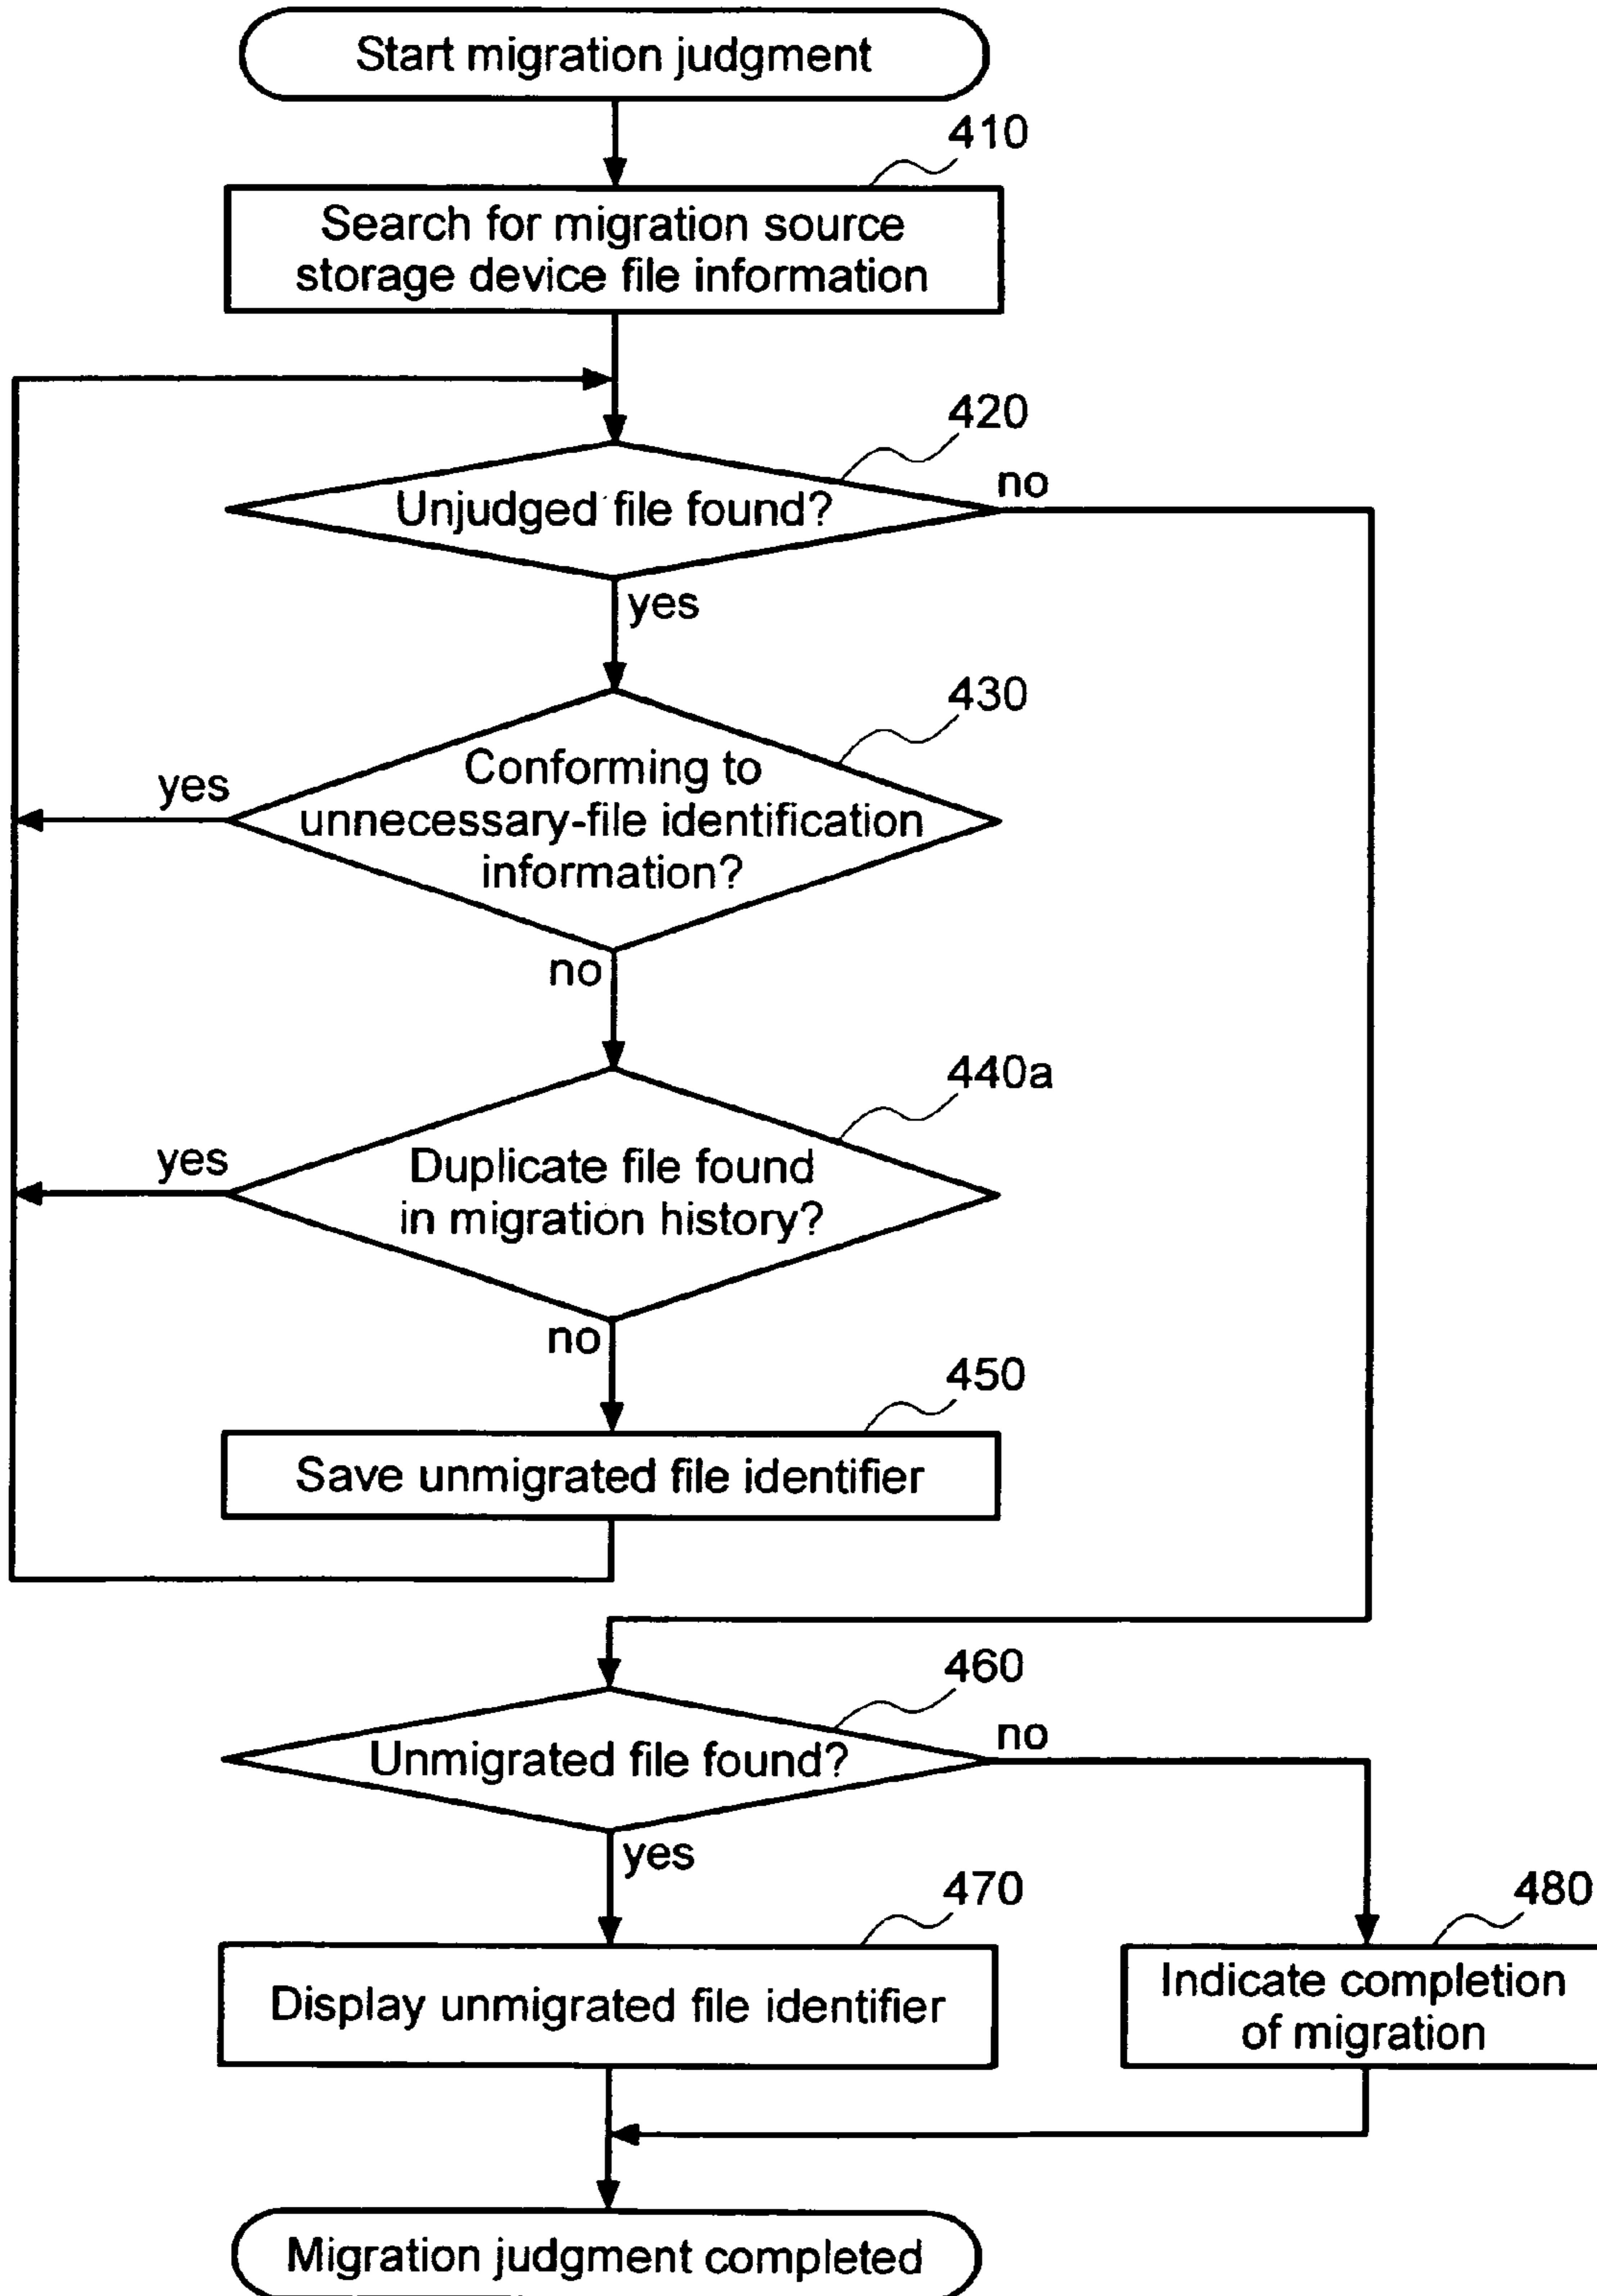 Start migration judgment
410
Search for migration source
storage device file information
420
Unjudged file found?
no
yes
430
Conforming to
unnecessary-file identification
information?
yes
no
440a
Duplicate file found
in migration history?
yes
no
450
Save unmigrated file identifier
460
Unmigrated file found?
no
yes
470
Display unmigrated file identifier
480
Indicate completion
of migration
Migration judgment completed